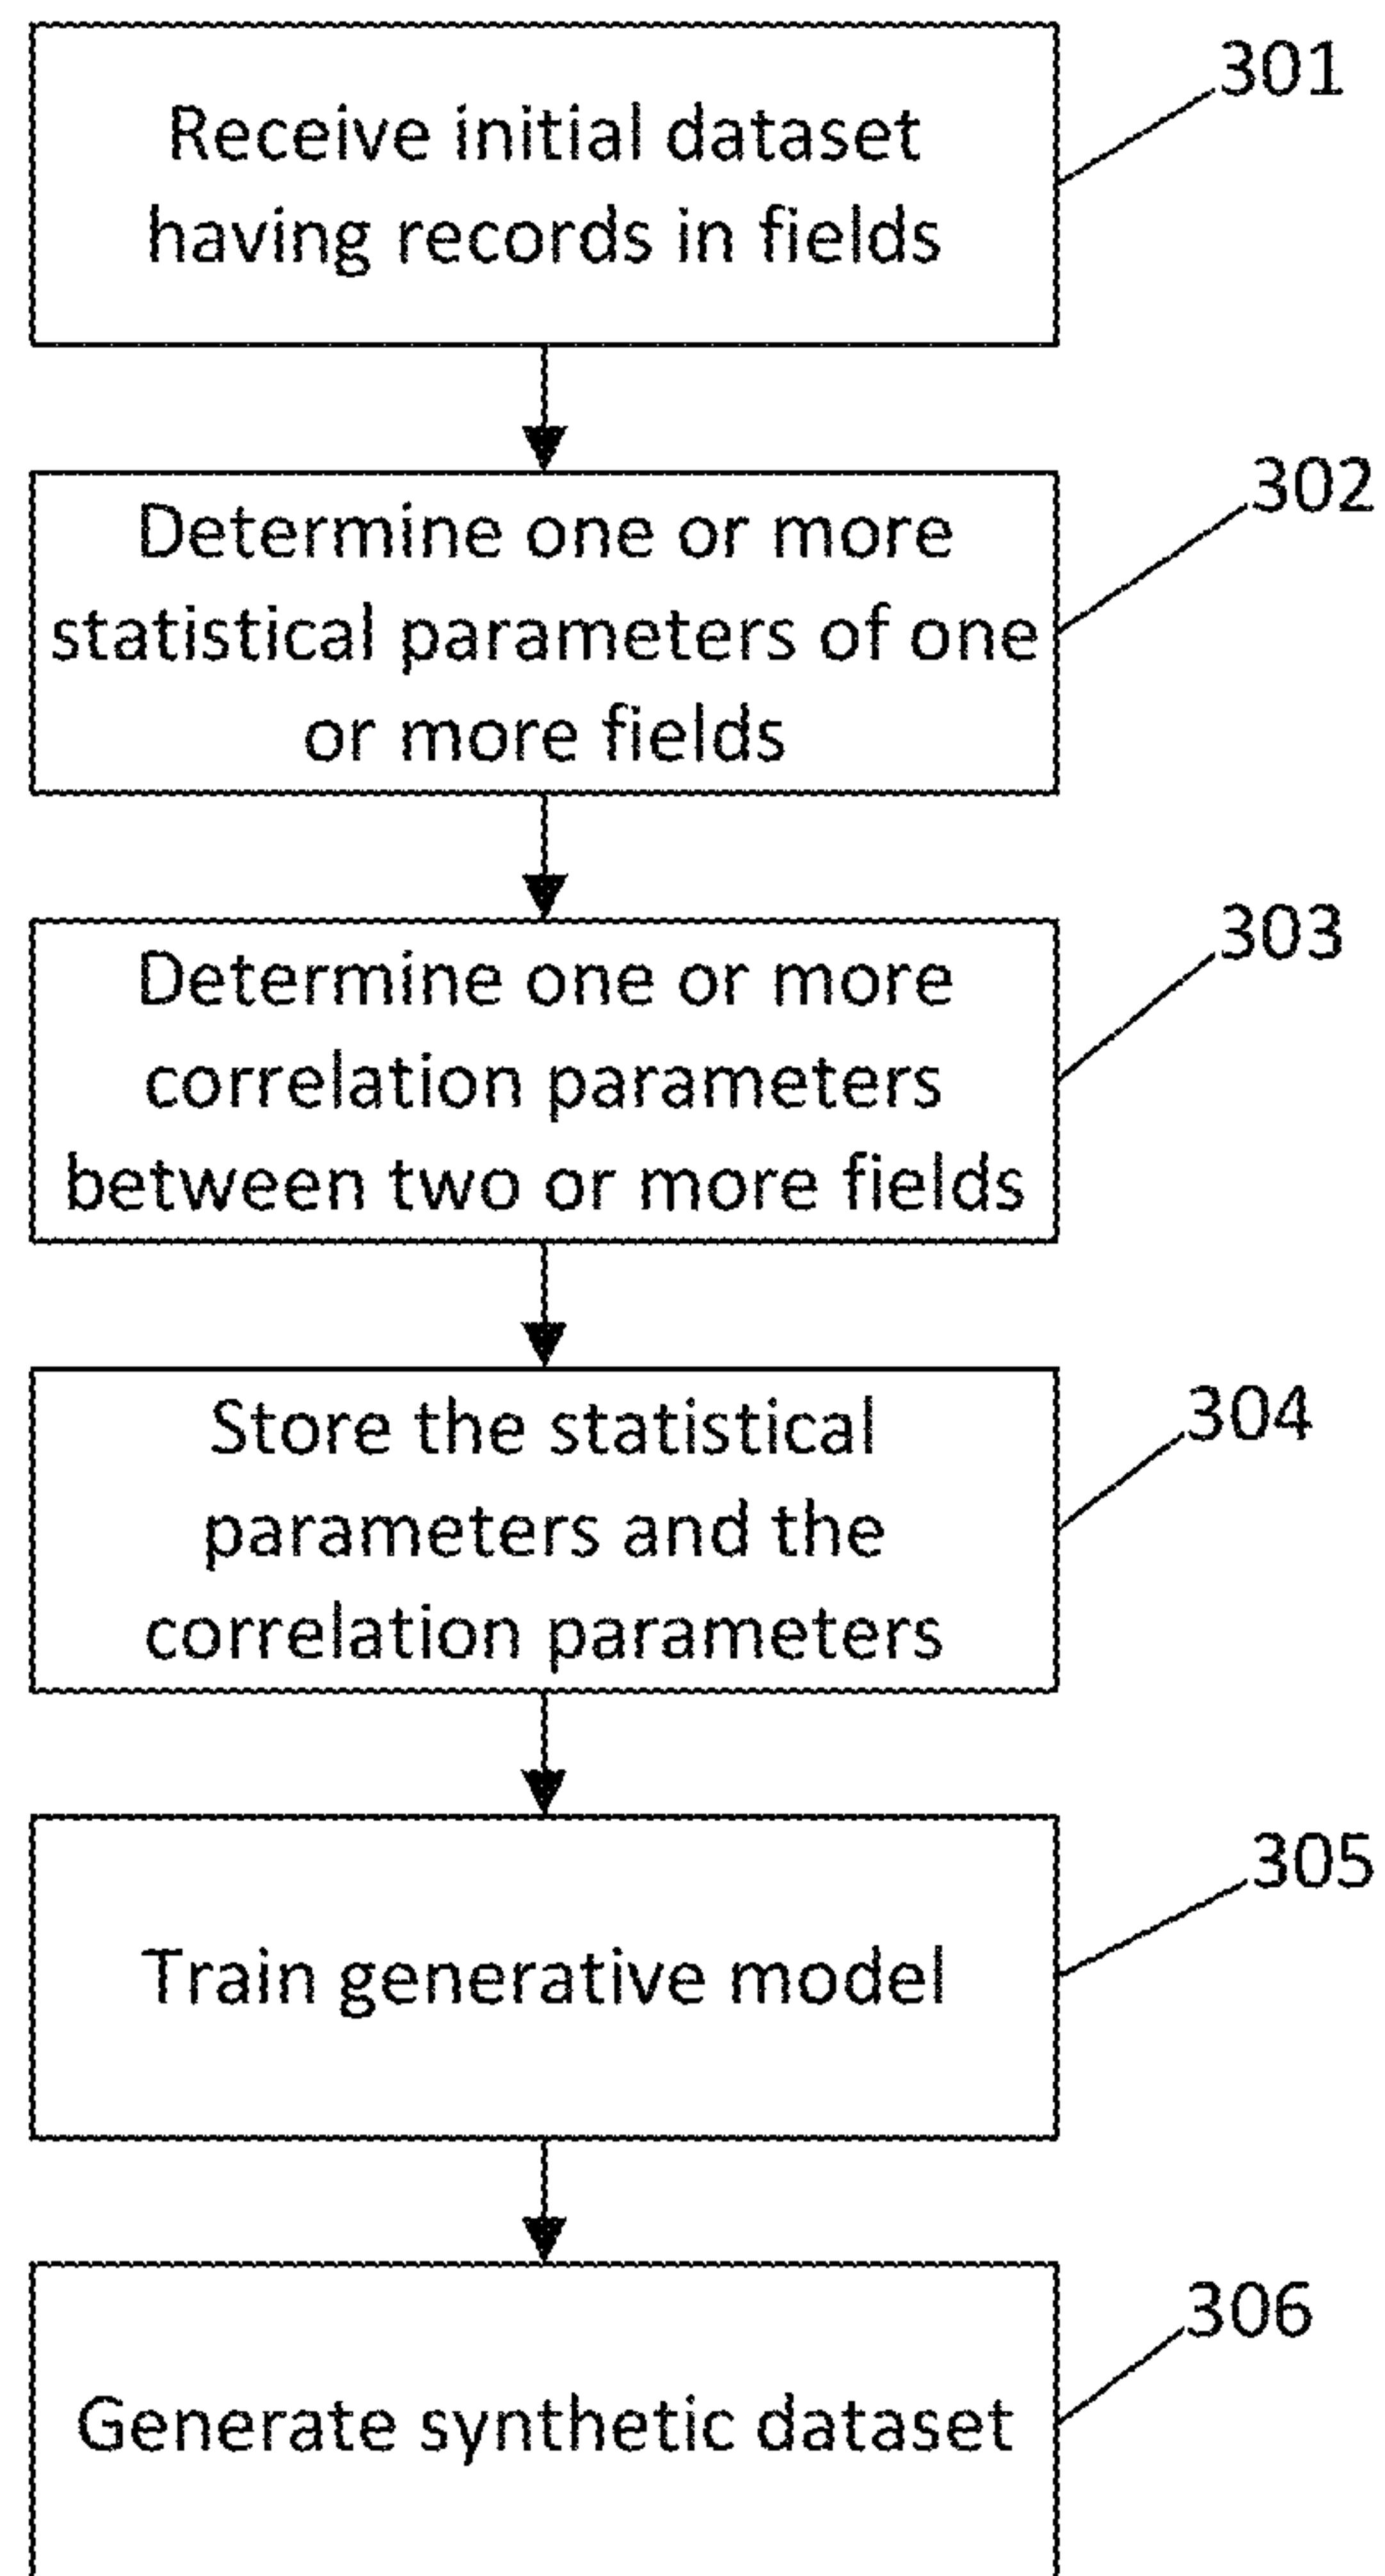 301
Receive initial dataset
having records in fields
302
Determine one or more
statistical parameters of one
or more fields
303
Determine one or more
correlation parameters
between two or more fields
304
Store the statistical
parameters and the
correlation parameters
305
Train generative model
306
Generate synthetic dataset